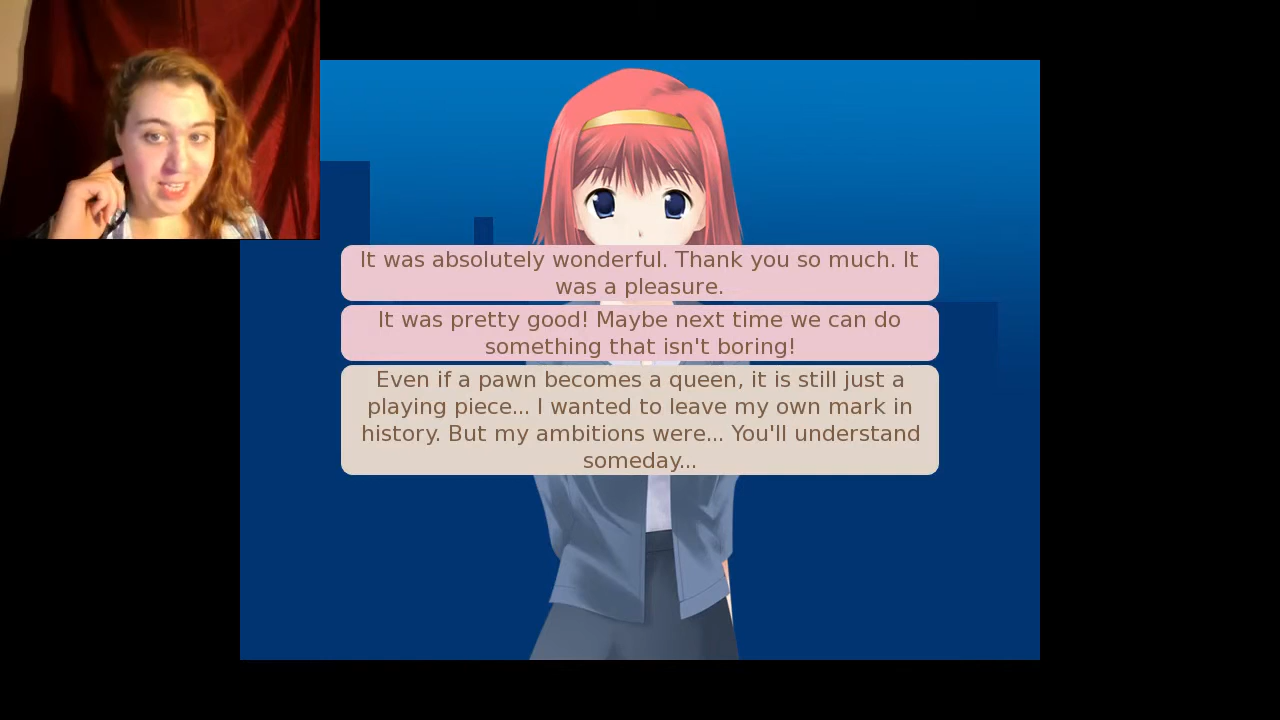 It was absolutely wonderful. Thank you so much. It
was a pleasure.
It was pretty good! Maybe next time we can do
something that isn't boring!
Even if a pawn becomes a queen, it is still just a
playing piece... I wanted to leave my own mark in
history. But my ambitions were... You'll understand
someday...